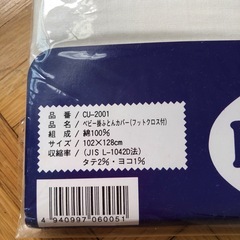 品番 / CU-2001
品名 / ベビー掛ふとんカバー(フットクロス付)
組成 / 綿100%
サイズ / 102×128cm
収縮率 / (JIS L-1042D法)
タテ2%・ヨコ1%
4 940997 060051